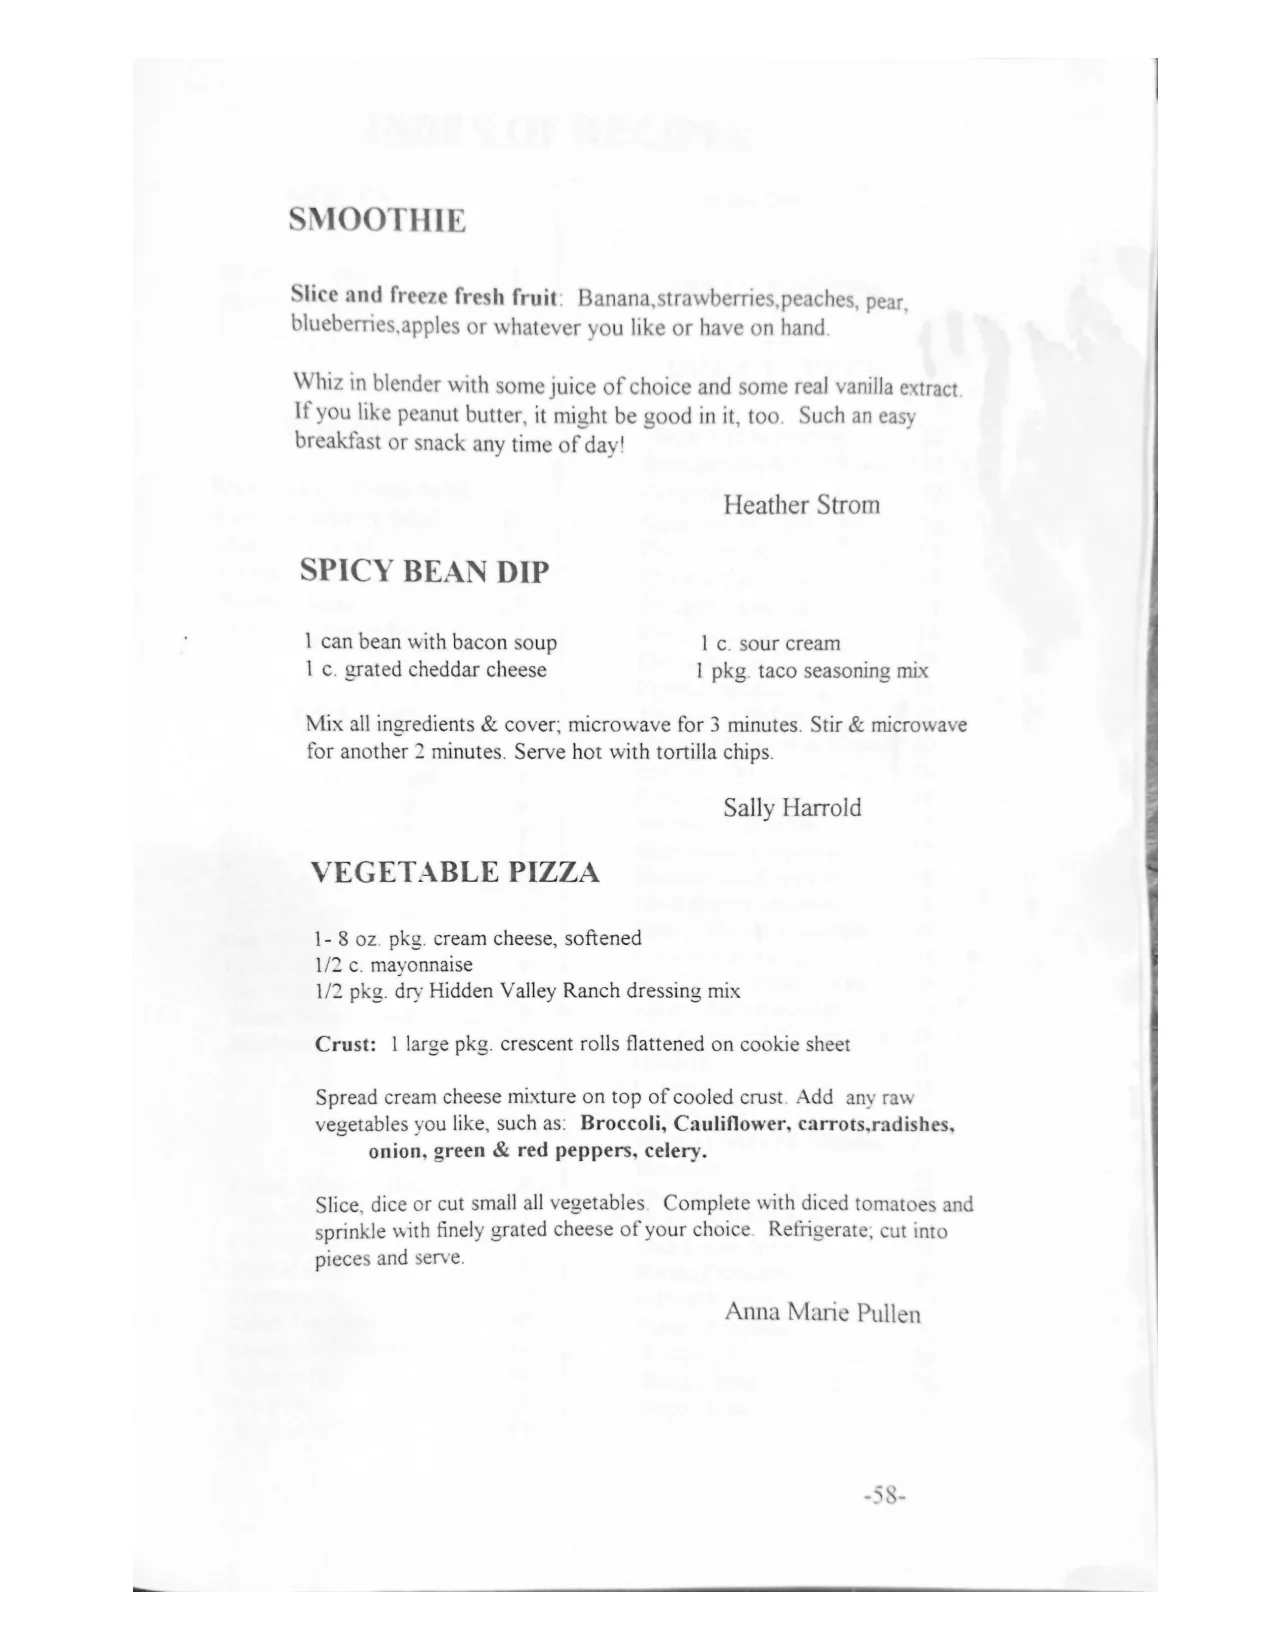 SMOOTHIE
Slice and freeze fresh fruit: Banana,strawberries,peaches, pear,
blueberries,apples or whatever you like or have on hand.
Whiz in blender with some juice of choice and some real vanilla extract.
If you like peanut butter, it might be good in it, too. Such an easy
breakfast or snack any time of day!
Heather Strom
SPICY BEAN DIP
1 can bean with bacon soup 1 c. sour cream
1 c. grated cheddar cheese 1 pkg. taco seasoning mix
Mix all ingredients & cover; microwave for 3 minutes. Stir & microwave
for another 2 minutes. Serve hot with tortilla chips.
Sally Harrold
VEGETABLE PIZZA
1- 8 oz. pkg. cream cheese, softened
1/2 c. mayonnaise
1/2 pkg. dry Hidden Valley Ranch dressing mix
Crust: 1 large pkg. crescent rolls flattened on cookie sheet
Spread cream cheese mixture on top of cooled crust. Add any raw
vegetables you like, such as: Broccoli, Cauliflower, carrots,radishes,
onion, green & red peppers, celery.
Slice, dice or cut small all vegetables. Complete with diced tomatoes and
sprinkle with finely grated cheese of your choice. Refrigerate; cut into
pieces and serve.
Anna Marie Pullen
-58-